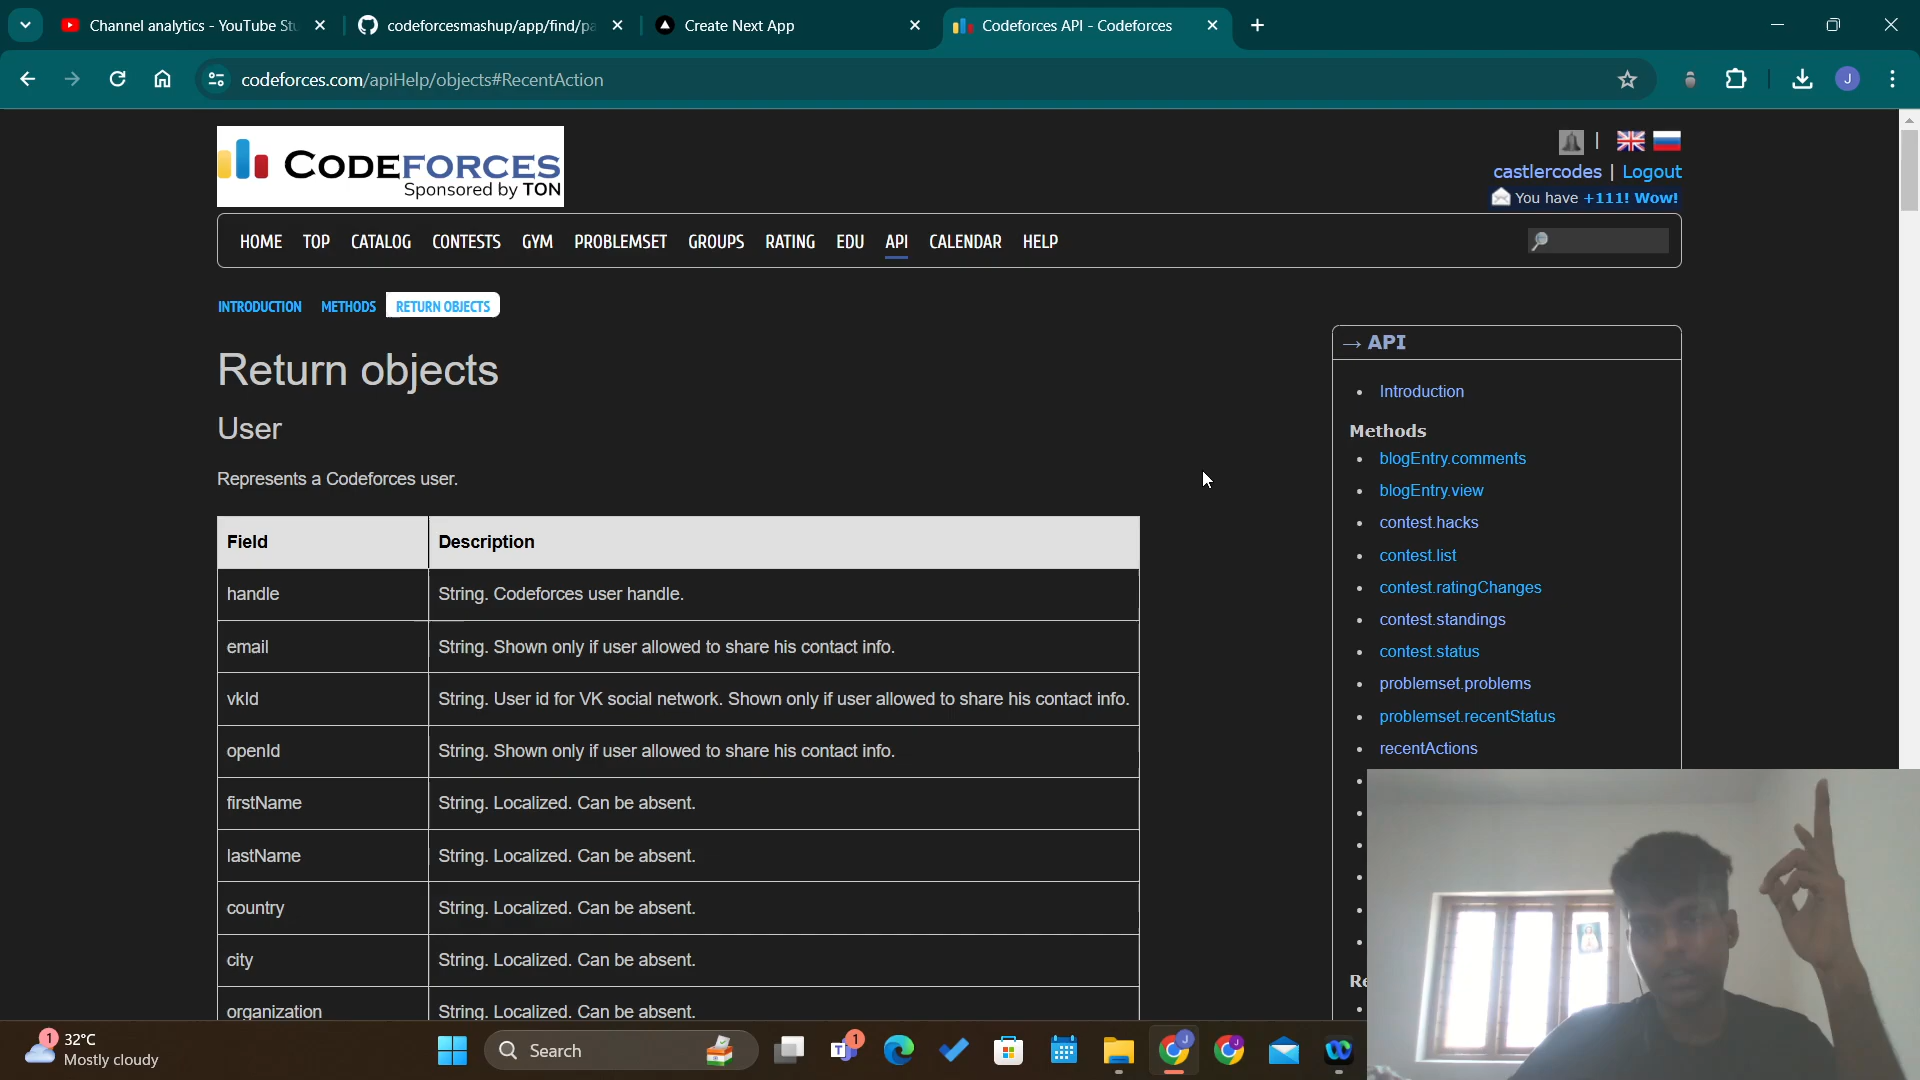 Channel analytics - YouTube Stu
codeforcesmashup/app/find/pa
Create Next App
Codeforces API - Codeforces
codeforces.com/apiHelp/objects#RecentAction
J
CODEFORCES
Sponsored by TON
castlercodes | Logout
You have +111! Wow!
HOME TOP CATALOG CONTESTS GYM PROBLEMSET GROUPS RATING EDU API CALENDAR HELP
INTRODUCTION METHODS RETURN OBJECTS
Return objects
User
Represents a Codeforces user.
Field Description
handle String. Codeforces user handle.
email String. Shown only if user allowed to share his contact info.
vkId String. User id for VK social network. Shown only if user allowed to share his contact info.
openId String. Shown only if user allowed to share his contact info.
firstName String. Localized. Can be absent.
lastName String. Localized. Can be absent.
country String. Localized. Can be absent.
city String. Localized. Can be absent.
organization String. Localized. Can be absent.
→ API
Introduction
Methods
blogEntry.comments
blogEntry.view
contest.hacks
contest.list
contest.ratingChanges
contest.standings
contest.status
problemset.problems
problemset.recentStatus
recentActions
Re
1
32°C
Mostly cloudy
Search
1